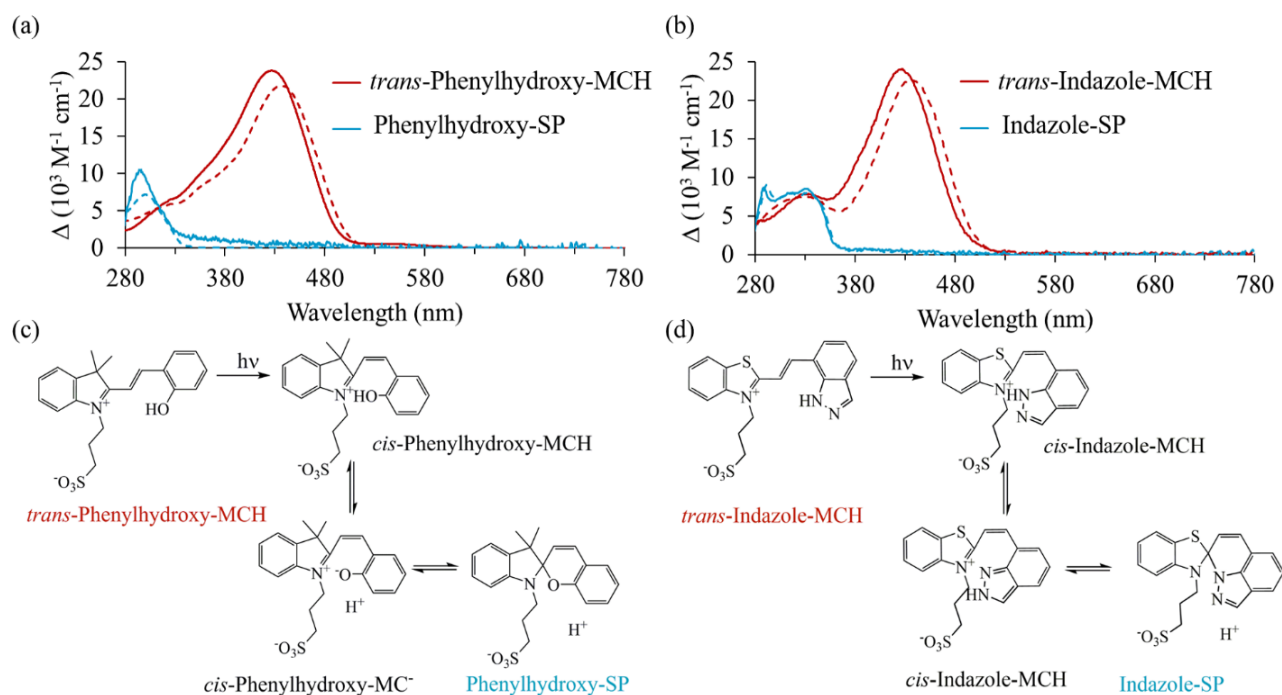 (a)
25
20
15
10
5
0
Δ (10³ M⁻¹ cm⁻¹)
trans-Phenylhydroxy-MCH
Phenylhydroxy-SP
280 380 480 580 680 780
Wavelength (nm)
(b)
25
20
15
10
5
0
Δ (10³ M⁻¹ cm⁻¹)
trans-Indazole-MCH
Indazole-SP
280 380 480 580 680 780
Wavelength (nm)
(c)
N⁺
HO
⁻O₃S
trans-Phenylhydroxy-MCH
hν
N⁺
HO
⁻O₃S
cis-Phenylhydroxy-MCH
N⁺
⁻O
H⁺
⁻O₃S
cis-Phenylhydroxy-MC⁻
N
O
H⁺
⁻O₃S
Phenylhydroxy-SP
(d)
S
N⁺
HN
N
⁻O₃S
trans-Indazole-MCH
hν
S
N⁺
HN
N
⁻O₃S
cis-Indazole-MCH
S
N⁺
N
HN
⁻O₃S
cis-Indazole-MCH
S
N
N
N
H⁺
⁻O₃S
Indazole-SP